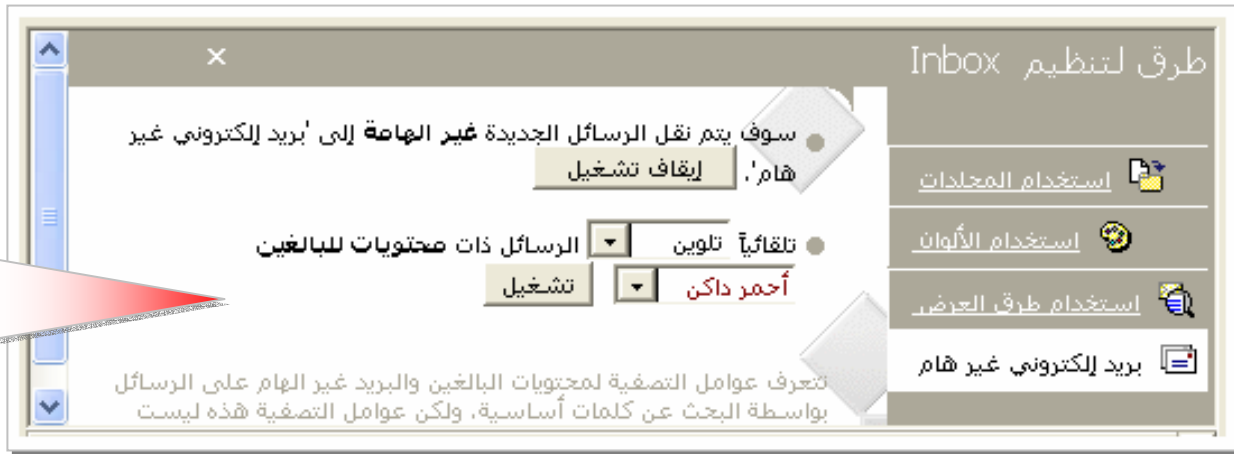 طرق لتنظيم Inbox
×
استخدام المجلدات
استخدام الألوان
استخدام طرق العرض
بريد إلكتروني غير هام
سوف يتم نقل الرسائل الجديدة غير الهامة إلى 'بريد إلكتروني غير
هام'. إيقاف تشغيل
تلقائياً تلوين الرسائل ذات محتويات للبالغين
أحمر داكن تشغيل
تتعرف عوامل التصفية لمحتويات البالغين والبريد غير الهام على الرسائل
بواسطة البحث عن كلمات أساسية، ولكن عوامل التصفية هذه ليست